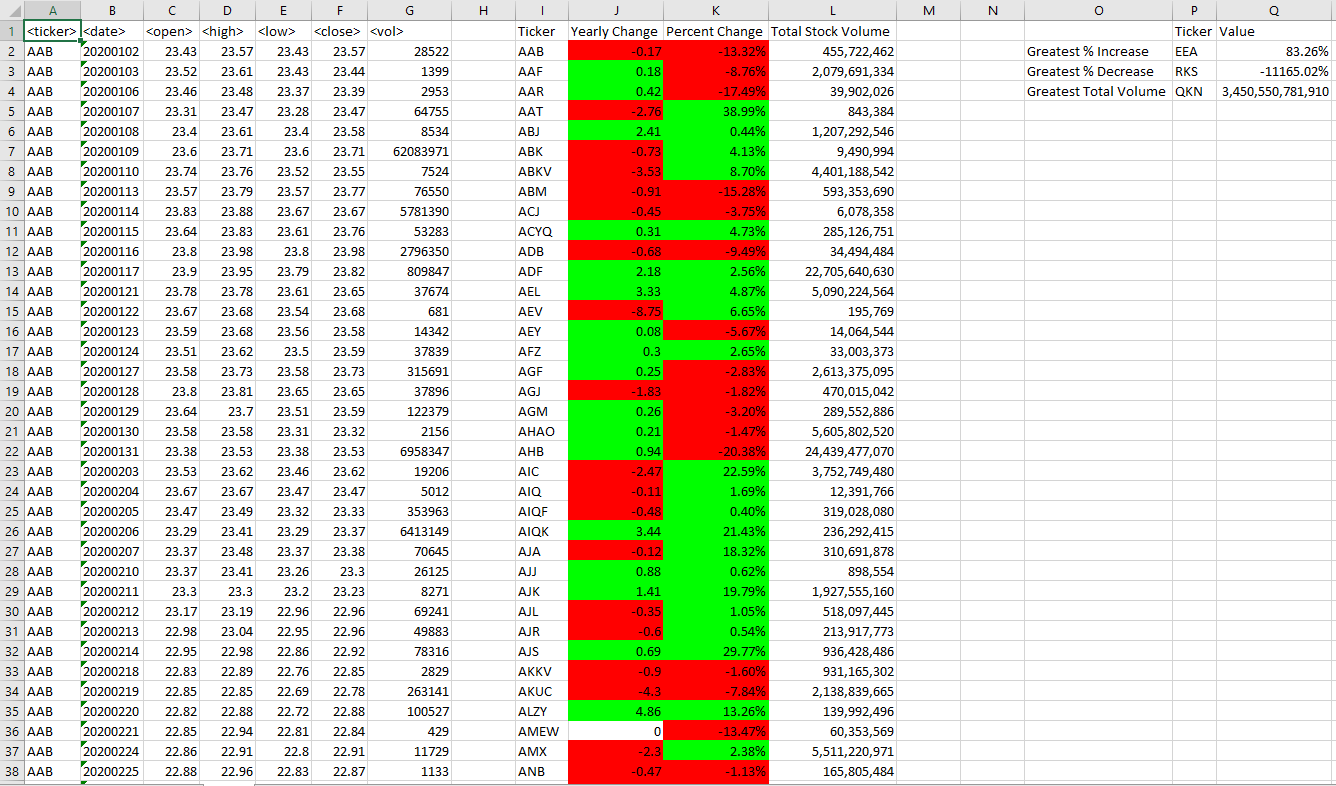 A B C D E F G H I J K L M N O P Q
1 <ticker> <date> <open> <high> <low> <close> <vol> Ticker Yearly Change Percent Change Total Stock Volume Ticker Value
2 AAB 20200102 23.43 23.57 23.43 23.57 28522 AAB -0.17 -13.32% 455,722,462 Greatest % Increase EEA 83.26%
3 AAB 20200103 23.52 23.61 23.43 23.44 1399 AAF 0.18 -8.76% 2,079,691,334 Greatest % Decrease RKS -11165.02%
4 AAB 20200106 23.46 23.48 23.37 23.39 2953 AAR 0.42 -17.49% 39,902,026 Greatest Total Volume QKN 3,450,550,781,910
5 AAB 20200107 23.31 23.47 23.28 23.47 64755 AAT -2.76 38.99% 843,384
6 AAB 20200108 23.4 23.61 23.4 23.58 8534 ABJ 2.41 0.44% 1,207,292,546
7 AAB 20200109 23.6 23.71 23.6 23.71 62083971 ABK -0.73 4.13% 9,490,994
8 AAB 20200110 23.74 23.76 23.52 23.55 7524 ABKV -3.53 8.70% 4,401,188,542
9 AAB 20200113 23.57 23.79 23.57 23.77 76550 ABM -0.91 -15.28% 593,353,690
10 AAB 20200114 23.83 23.88 23.67 23.67 5781390 ACJ -0.45 -3.75% 6,078,358
11 AAB 20200115 23.64 23.83 23.61 23.76 53283 ACYQ 0.31 4.73% 285,126,751
12 AAB 20200116 23.8 23.98 23.8 23.98 2796350 ADB -0.68 -9.49% 34,494,484
13 AAB 20200117 23.9 23.95 23.79 23.82 809847 ADF 2.18 2.56% 22,705,640,630
14 AAB 20200121 23.78 23.78 23.61 23.65 37674 AEL 3.33 4.87% 5,090,224,564
15 AAB 20200122 23.67 23.68 23.54 23.68 681 AEV -8.75 6.65% 195,769
16 AAB 20200123 23.59 23.68 23.56 23.58 14342 AEY 0.08 -5.67% 14,064,544
17 AAB 20200124 23.51 23.62 23.5 23.59 37839 AFZ 0.3 2.65% 33,003,373
18 AAB 20200127 23.58 23.73 23.58 23.73 315691 AGF 0.25 -2.83% 2,613,375,095
19 AAB 20200128 23.8 23.81 23.65 23.65 37896 AGJ -1.83 -1.82% 470,015,042
20 AAB 20200129 23.64 23.7 23.51 23.59 122379 AGM 0.26 -3.20% 289,552,886
21 AAB 20200130 23.58 23.58 23.31 23.32 2156 AHAO 0.21 -1.47% 5,605,802,520
22 AAB 20200131 23.38 23.53 23.38 23.53 6958347 AHB 0.94 -20.38% 24,439,477,070
23 AAB 20200203 23.53 23.62 23.46 23.62 19206 AIC -2.47 22.59% 3,752,749,480
24 AAB 20200204 23.67 23.67 23.47 23.47 5012 AIQ -0.11 1.69% 12,391,766
25 AAB 20200205 23.47 23.49 23.32 23.33 353963 AIQF -0.48 0.40% 319,028,080
26 AAB 20200206 23.29 23.41 23.29 23.37 6413149 AIQK 3.44 21.43% 236,292,415
27 AAB 20200207 23.37 23.48 23.37 23.38 70645 AJA -0.12 18.32% 310,691,878
28 AAB 20200210 23.37 23.41 23.26 23.3 26125 AJJ 0.88 0.62% 898,554
29 AAB 20200211 23.3 23.3 23.2 23.23 8271 AJK 1.41 19.79% 1,927,555,160
30 AAB 20200212 23.17 23.19 22.96 22.96 69241 AJL -0.35 1.05% 518,097,445
31 AAB 20200213 22.98 23.04 22.95 22.96 49883 AJR -0.6 0.54% 213,917,773
32 AAB 20200214 22.95 22.98 22.86 22.92 78316 AJS 0.69 29.77% 936,428,486
33 AAB 20200218 22.83 22.89 22.76 22.85 2829 AKKV -0.9 -1.60% 931,165,302
34 AAB 20200219 22.85 22.85 22.69 22.78 263141 AKUC -4.3 -7.84% 2,138,839,665
35 AAB 20200220 22.82 22.88 22.72 22.88 100527 ALZY 4.86 13.26% 139,992,496
36 AAB 20200221 22.85 22.94 22.81 22.84 429 AMEW 0 -13.47% 60,353,569
37 AAB 20200224 22.86 22.91 22.8 22.91 11729 AMX -2.3 2.38% 5,511,220,971
38 AAB 20200225 22.88 22.96 22.83 22.87 1133 ANB -0.47 -1.13% 165,805,484